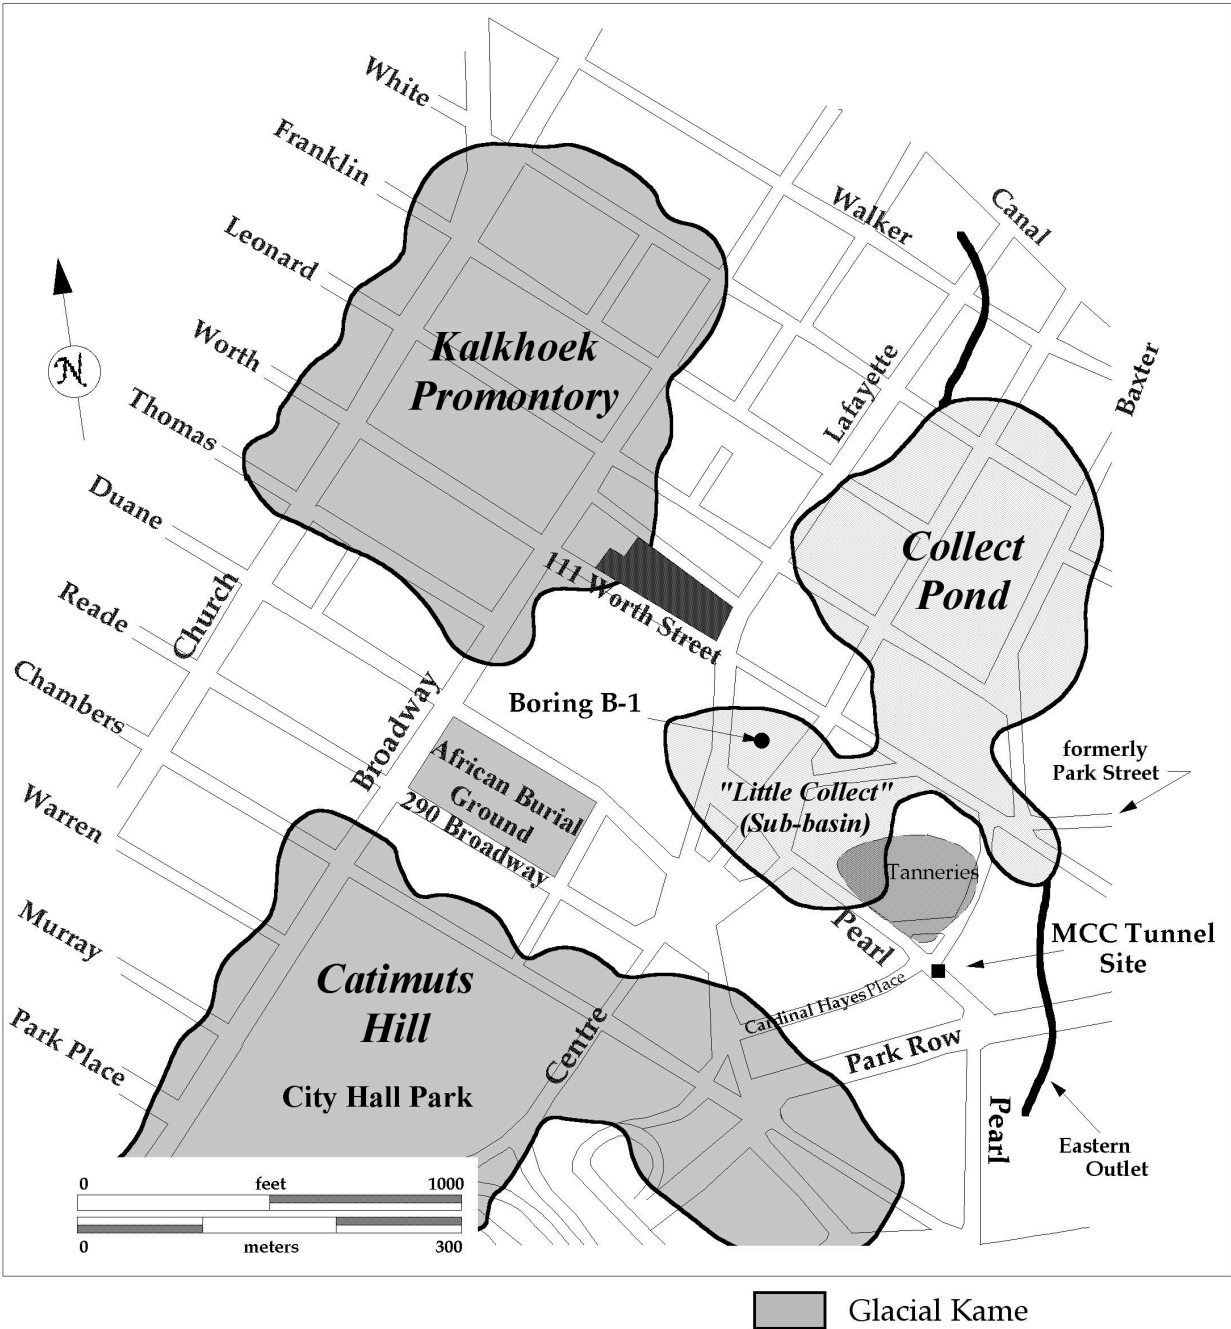 White
Franklin
Leonard
Worth
Thomas
Duane
Reade
Chambers
Warren
Murray
Park Place
N
Walker
Canal
Lafayette
Baxter
Kalkhoek
Promontory
Collect
Pond
111 Worth Street
Church
Broadway
Boring B-1
African Burial
Ground
290 Broadway
"Little Collect"
(Sub-basin)
formerly
Park Street
Tanneries
Pearl
MCC Tunnel
Site
Cardinal Hayes Place
Park Row
Catimuts
Hill
City Hall Park
Centre
Pearl
Eastern
Outlet
0 feet 1000
0 meters 300
Glacial Kame